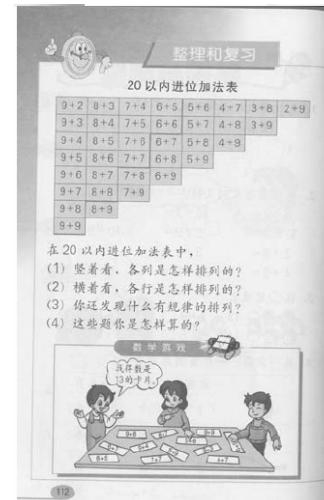 整理和复习
20以内进位加法表
9+2 8+3 7+4 6+5 5+6 4+7 3+8 2+9
9+3 8+4 7+5 6+6 5+7 4+8 3+9
9+4 8+5 7+6 6+7 5+8 4+9
9+5 8+6 7+7 6+8 5+9
9+6 8+7 7+8 6+9
9+7 8+8 7+9
9+8 8+9
9+9
在20以内进位加法表中，
(1) 竖着看，各列是怎样排列的？
(2) 横着看，各行是怎样排列的？
(3) 你还发现什么有规律的排列？
(4) 这些题你是怎样算的？
数学游戏
找得数是
13的卡片。
112